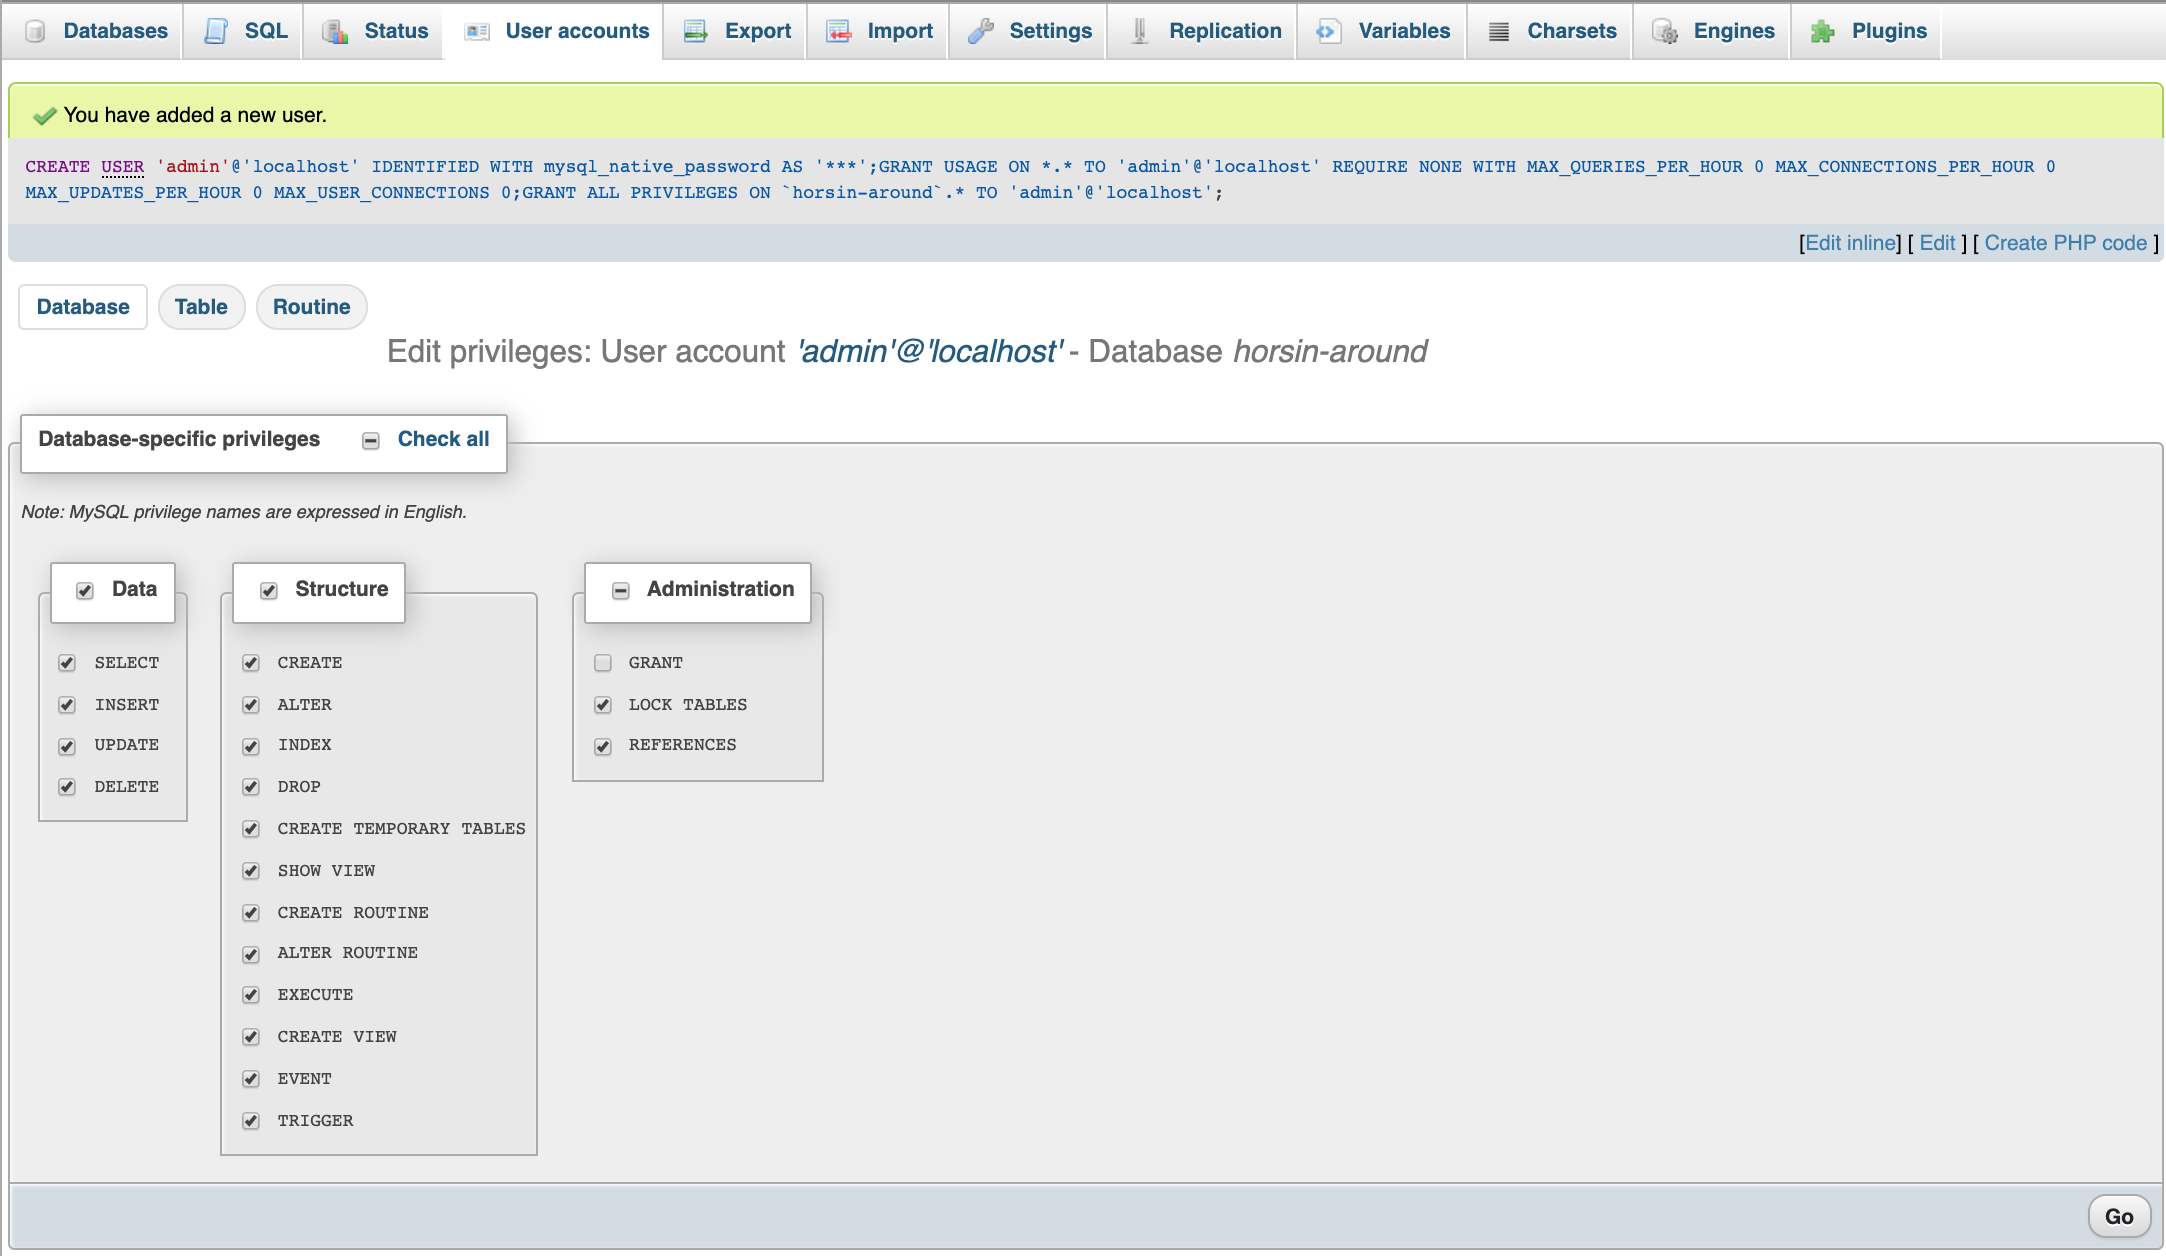 Databases SQL Status User accounts Export Import Settings Replication Variables Charsets Engines Plugins
You have added a new user.
CREATE USER 'admin'@'localhost' IDENTIFIED WITH mysql_native_password AS '***';GRANT USAGE ON *.* TO 'admin'@'localhost' REQUIRE NONE WITH MAX_QUERIES_PER_HOUR 0 MAX_CONNECTIONS_PER_HOUR 0
MAX_UPDATES_PER_HOUR 0 MAX_USER_CONNECTIONS 0;GRANT ALL PRIVILEGES ON `horsin-around`.* TO 'admin'@'localhost';
[Edit inline] [ Edit ] [ Create PHP code ]
Database Table Routine
Edit privileges: User account 'admin'@'localhost' - Database horsin-around
Database-specific privileges Check all
Note: MySQL privilege names are expressed in English.
Data
SELECT
INSERT
UPDATE
DELETE
Structure
CREATE
ALTER
INDEX
DROP
CREATE TEMPORARY TABLES
SHOW VIEW
CREATE ROUTINE
ALTER ROUTINE
EXECUTE
CREATE VIEW
EVENT
TRIGGER
Administration
GRANT
LOCK TABLES
REFERENCES
Go